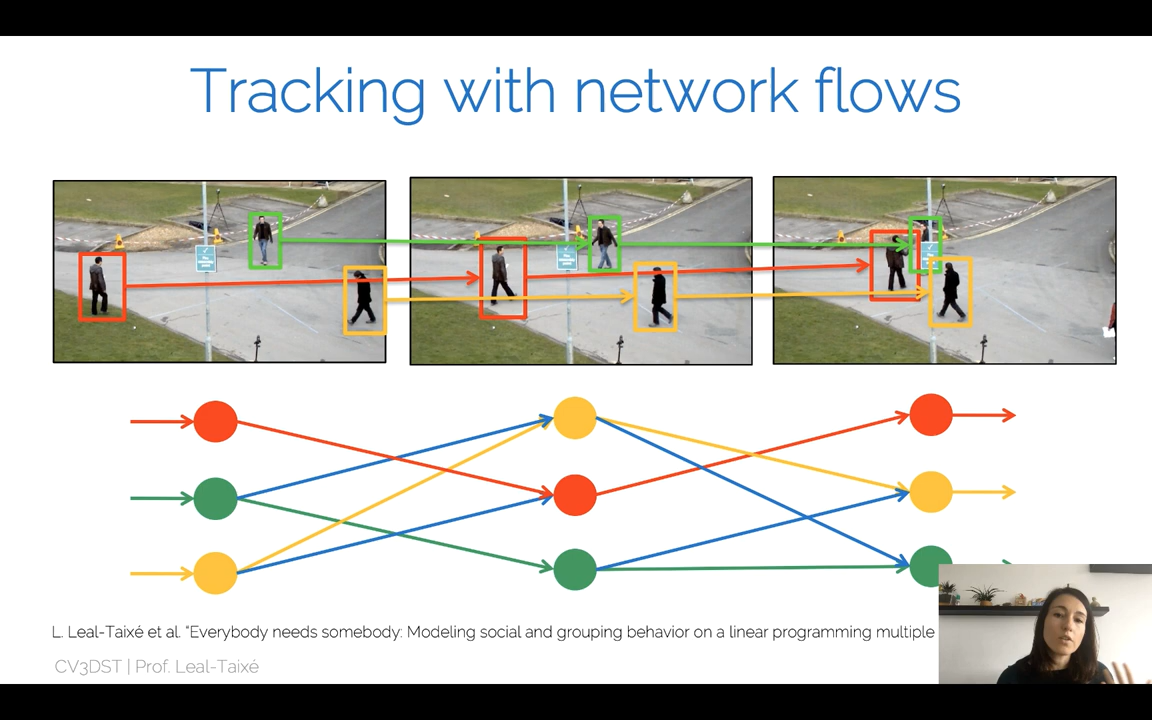 Tracking with network flows
L. Leal-Taixé et al. “Everybody needs somebody: Modeling social and grouping behavior on a linear programming multiple
CV3DST | Prof. Leal-Taixé